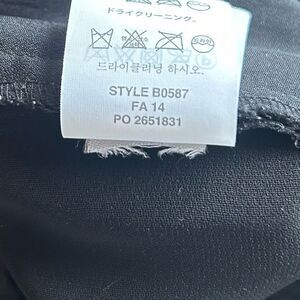 ドライクリーニング。
드라이클리닝 하시오.
STYLE B0587
FA 14
PO 2651831